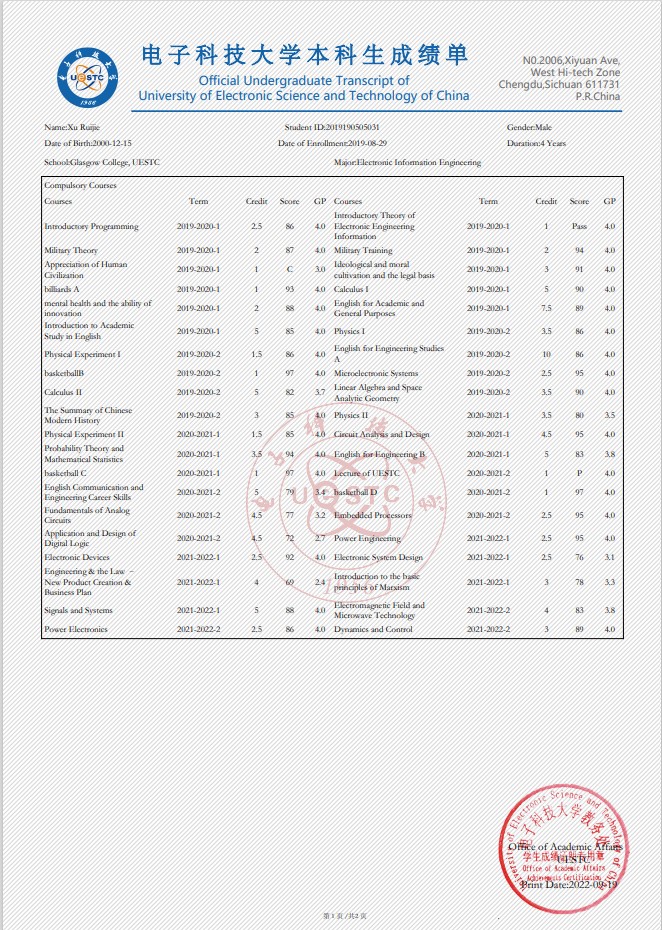 电子科技大学本科生成绩单
Official Undergraduate Transcript of
University of Electronic Science and Technology of China
UESTC
1956
N0.2006,Xiyuan Ave,
West Hi-tech Zone
Chengdu,Sichuan 611731
P.R.China
Name:Xu Ruijie Student ID:2019190505031 Gender:Male
Date of Birth:2000-12-15 Date of Enrollment:2019-08-29 Duration:4 Years
School:Glasgow College, UESTC Major:Electronic Information Engineering
Compulsory Courses
Courses Term Credit Score GP Courses Term Credit Score GP
Introductory Programming 2019-2020-1 2.5 86 4.0 Introductory Theory of
Electronic Engineering
Information 2019-2020-1 1 Pass 4.0
Military Theory 2019-2020-1 2 87 4.0 Military Training 2019-2020-1 2 94 4.0
Appreciation of Human
Civilization 2019-2020-1 1 C 3.0 Ideological and moral
cultivation and the legal basis 2019-2020-1 3 91 4.0
billiards A 2019-2020-1 1 93 4.0 Calculus I 2019-2020-1 5 90 4.0
mental health and the ability of
innovation 2019-2020-1 2 88 4.0 English for Academic and
General Purposes 2019-2020-1 7.5 89 4.0
Introduction to Academic
Study in English 2019-2020-1 5 85 4.0 Physics I 2019-2020-2 3.5 86 4.0
Physical Experiment I 2019-2020-2 1.5 86 4.0 English for Engineering Studies
A 2019-2020-2 10 86 4.0
basketballB 2019-2020-2 1 97 4.0 Microelectronic Systems 2019-2020-2 2.5 95 4.0
Calculus II 2019-2020-2 5 82 3.7 Linear Algebra and Space
Analytic Geometry 2019-2020-2 3.5 90 4.0
The Summary of Chinese
Modern History 2019-2020-2 3 85 4.0 Physics II 2020-2021-1 3.5 80 3.5
Physical Experiment II 2020-2021-1 1.5 85 4.0 Circuit Analysis and Design 2020-2021-1 4.5 95 4.0
Probability Theory and
Mathematical Statistics 2020-2021-1 3.5 94 4.0 English for Engineering B 2020-2021-1 5 83 3.8
basketball C 2020-2021-1 1 97 4.0 Lecture of UESTC 2020-2021-2 1 P 4.0
English Communication and
Engineering Career Skills 2020-2021-2 5 79 3.4 basketball D 2020-2021-2 1 97 4.0
Fundamentals of Analog
Circuits 2020-2021-2 4.5 77 3.2 Embedded Processors 2020-2021-2 2.5 95 4.0
Application and Design of
Digital Logic 2020-2021-2 4.5 72 2.7 Power Engineering 2020-2021-2 2.5 95 4.0
Electronic Devices 2021-2022-1 2.5 92 4.0 Electronic System Design 2021-2022-1 2.5 76 3.1
Engineering & the Law –
New Product Creation &
Business Plan 2021-2022-1 4 69 2.4 Introduction to the basic
principles of Marxism 2021-2022-1 3 78 3.3
Signals and Systems 2021-2022-1 5 88 4.0 Electromagnetic Field and
Microwave Technology 2021-2022-2 4 83 3.8
Power Electronics 2021-2022-2 2.5 86 4.0 Dynamics and Control 2021-2022-2 3 89 4.0
UESTC
1956
University of Electronic Science and Technology of China
电子科技大学教务处
Office of Academic Affairs
UESTC
学生成绩证明专用章
Office of Academic Affairs
Achievements Certification
Print Date:2022-09-19
第 1 页 /共2 页